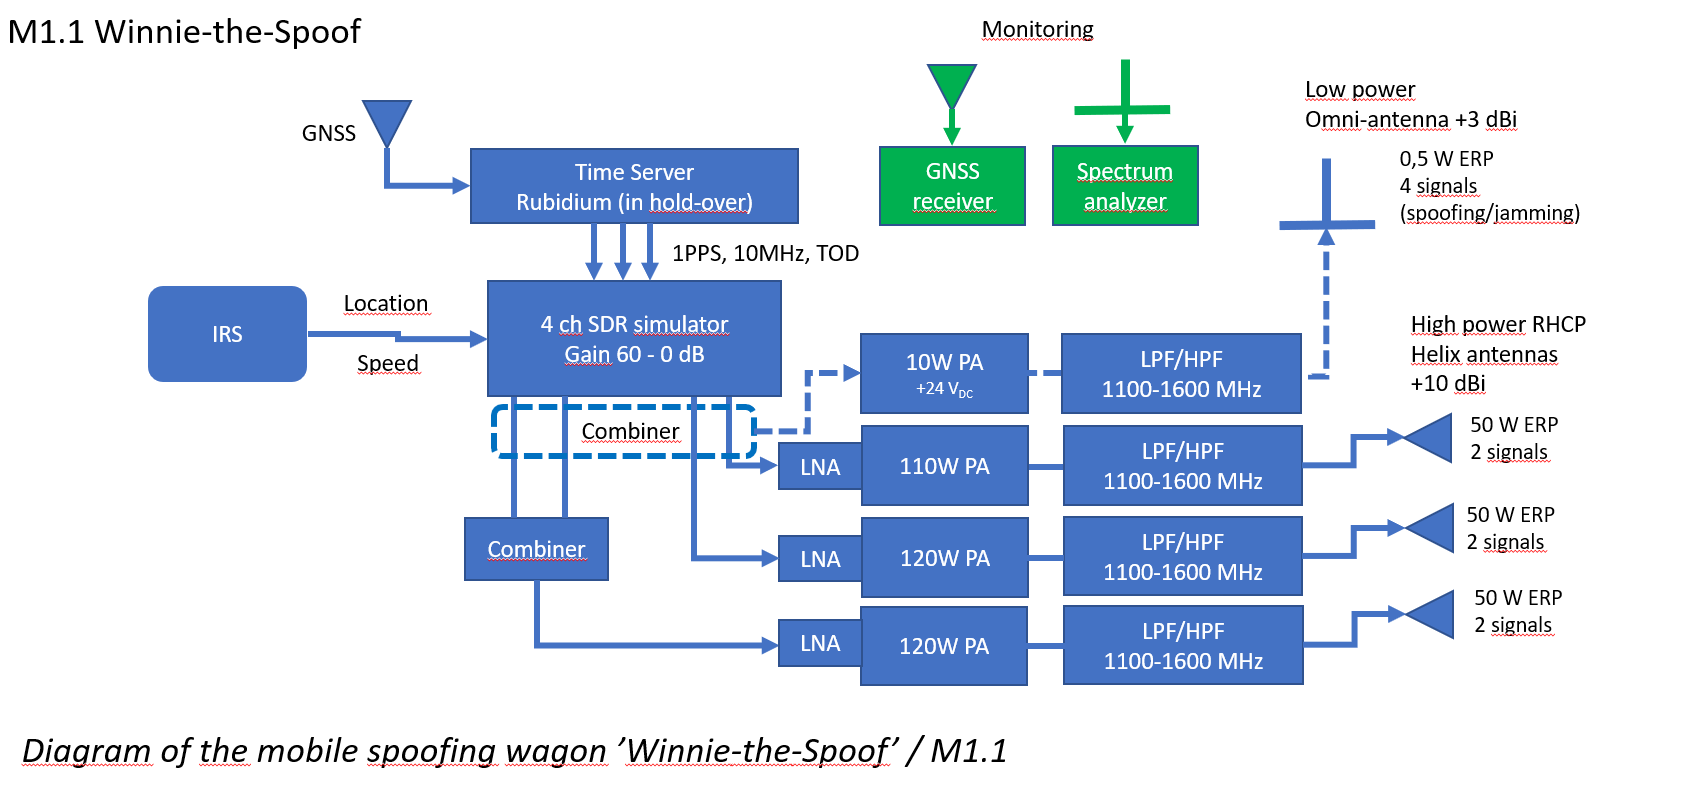 M1.1 Winnie-the-Spoof
Monitoring
GNSS
Time Server
Rubidium (in hold-over)
GNSS
receiver
Spectrum
analyzer
Low power
Omni-antenna +3 dBi
0,5 W ERP
4 signals
(spoofing/jamming)
1PPS, 10MHz, TOD
IRS
Location
Speed
4 ch SDR simulator
Gain 60 - 0 dB
10W PA
+24 VDC
LPF/HPF
1100-1600 MHz
High power RHCP
Helix antennas
+10 dBi
Combiner
LNA
110W PA
LPF/HPF
1100-1600 MHz
50 W ERP
2 signals
Combiner
LNA
120W PA
LPF/HPF
1100-1600 MHz
50 W ERP
2 signals
LNA
120W PA
LPF/HPF
1100-1600 MHz
50 W ERP
2 signals
Diagram of the mobile spoofing wagon ’Winnie-the-Spoof’ / M1.1